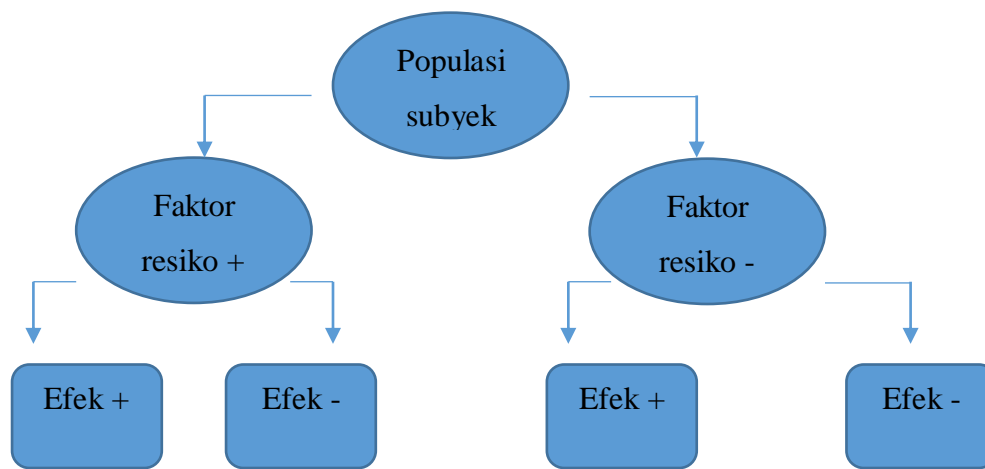 Populasi
subyek
Faktor
resiko +
Faktor
resiko -
Efek +
Efek -
Efek +
Efek -